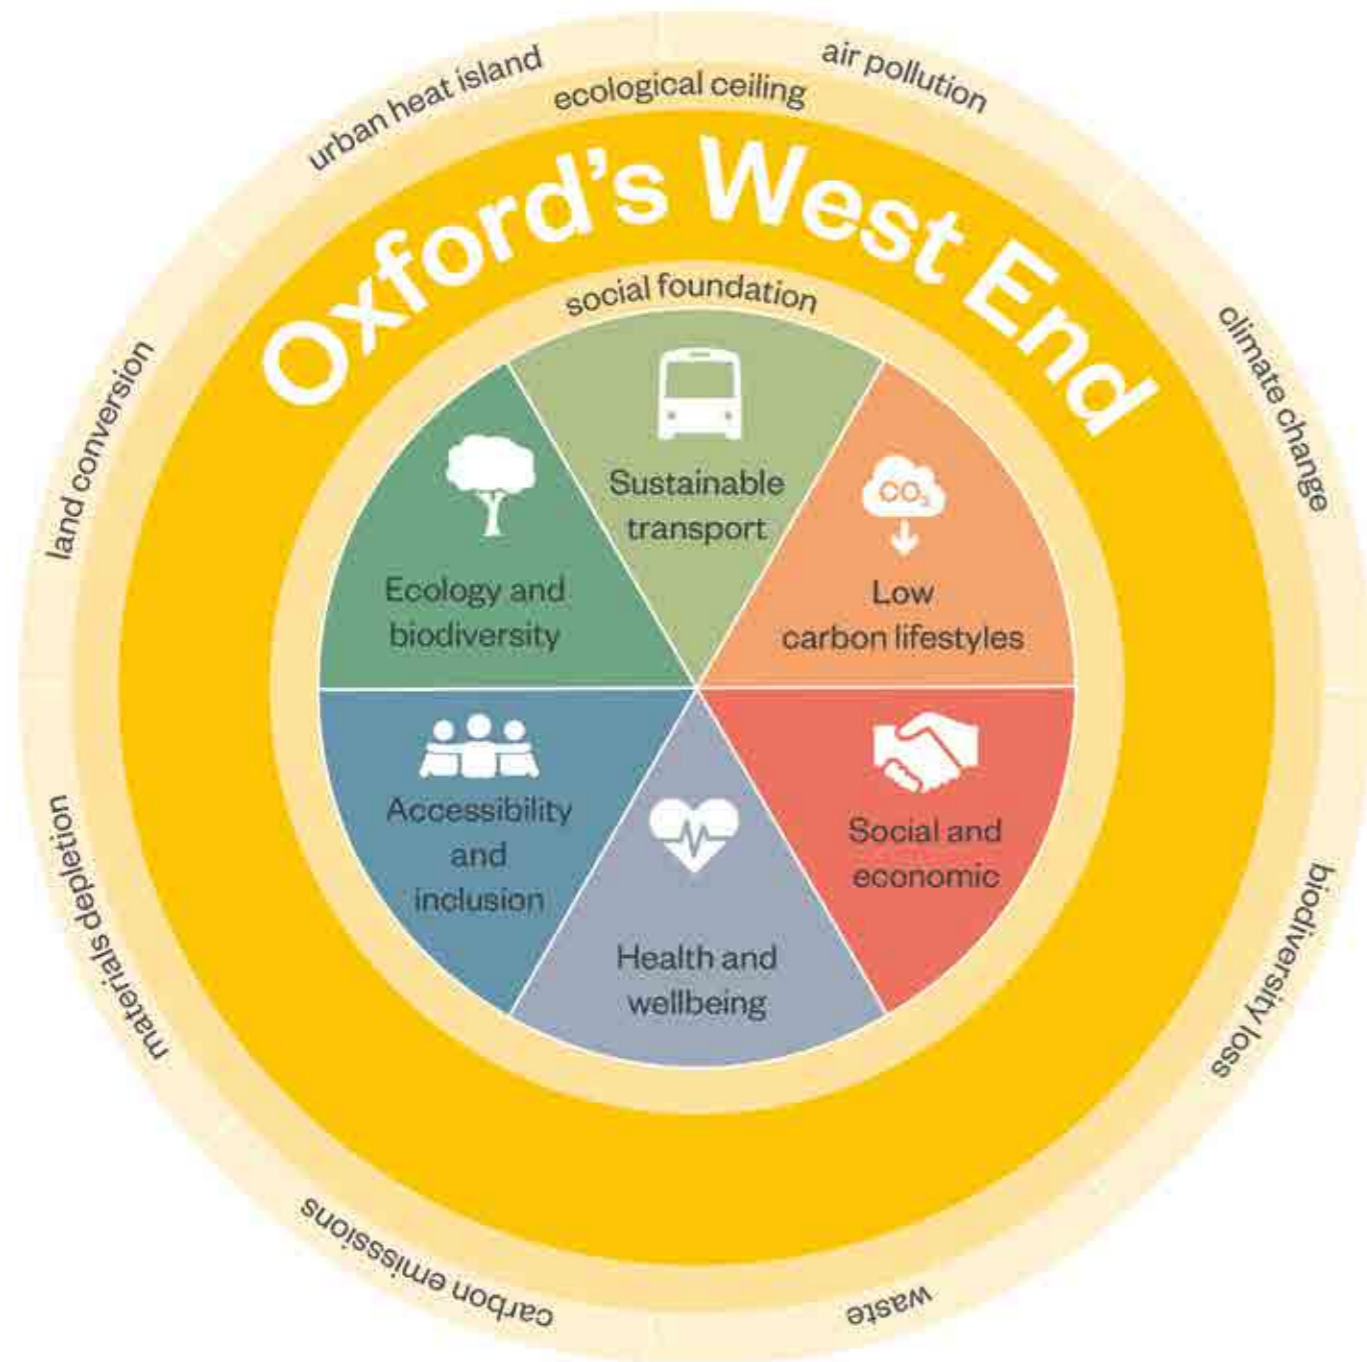 urban heat island
air pollution
ecological ceiling
Oxford's West End
social foundation
climate change
land conversion
Sustainable
transport
CO₂
Low
carbon lifestyles
Ecology and
biodiversity
Accessibility
and
inclusion
Social and
economic
Health and
wellbeing
materials depletion
biodiversity loss
carbon emisssions
waste